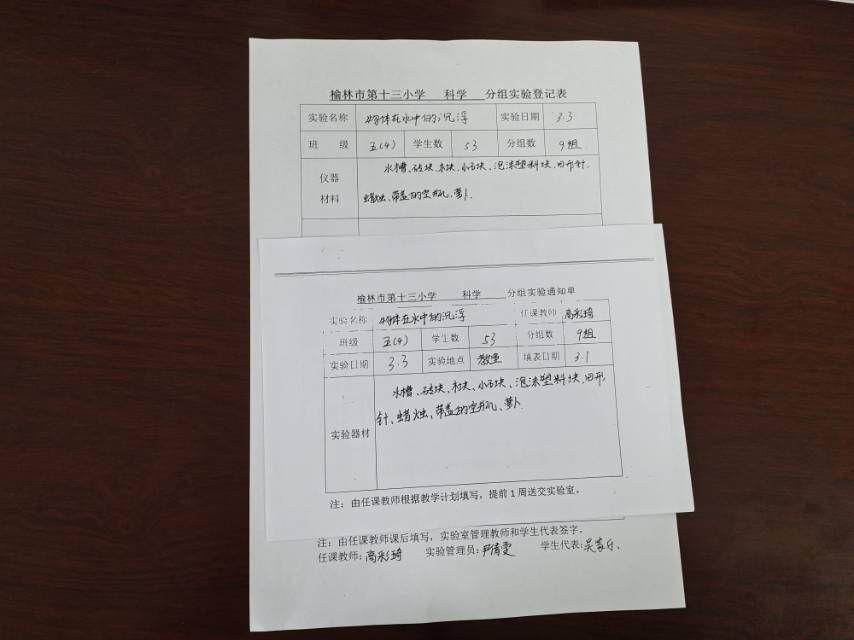 榆林市第十三小学 科学 分组实验登记表
实验名称 物体在水中的沉浮 实验日期 3.3
班 级 五(4) 学生数 53 分组数 9组
仪器 水槽、砖块、木块、小石块、泡沫塑料块、回形针、
材料 蜡烛、带盖的空瓶、萝卜.
榆林市第十三小学 科学 分组实验通知单
实验名称 物体在水中的沉浮 任课教师 高彩琦
班级 五(4) 学生数 53 分组数 9组
实验日期 3.3 实验地点 教室 填表日期 3.1
水槽、砖块、木块、小石块、泡沫塑料块、回形
针、蜡烛、带盖的空瓶、萝卜.
实验器材
注：由任课教师根据教学计划填写，提前1周送交实验室。
注：由任课教师课后填写，实验室管理教师和学生代表签字。
任课教师：高彩琦 实验管理员：尹倩雯 学生代表：